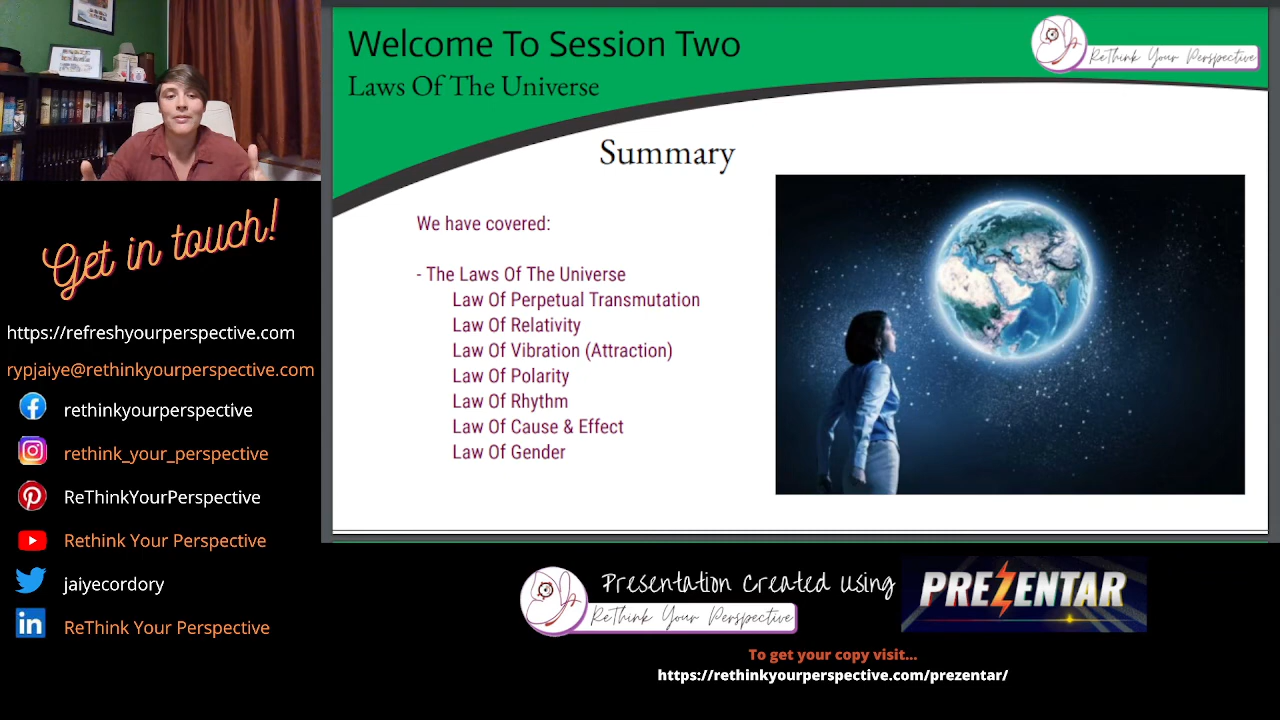 Welcome To Session Two
Laws Of The Universe
ReThink Your Perspective
Summary
We have covered:
- The Laws Of The Universe
Law Of Perpetual Transmutation
Law Of Relativity
Law Of Vibration (Attraction)
Law Of Polarity
Law Of Rhythm
Law Of Cause & Effect
Law Of Gender
Get in touch!
https://refreshyourperspective.com
rypjaiye@rethinkyourperspective.com
rethinkyourperspective
rethink_your_perspective
ReThinkYourPerspective
Rethink Your Perspective
jaiyecordory
in
ReThink Your Perspective
Presentation Created Using
ReThink Your Perspective
PREZENTAR
To get your copy visit...
https://rethinkyourperspective.com/prezentar/